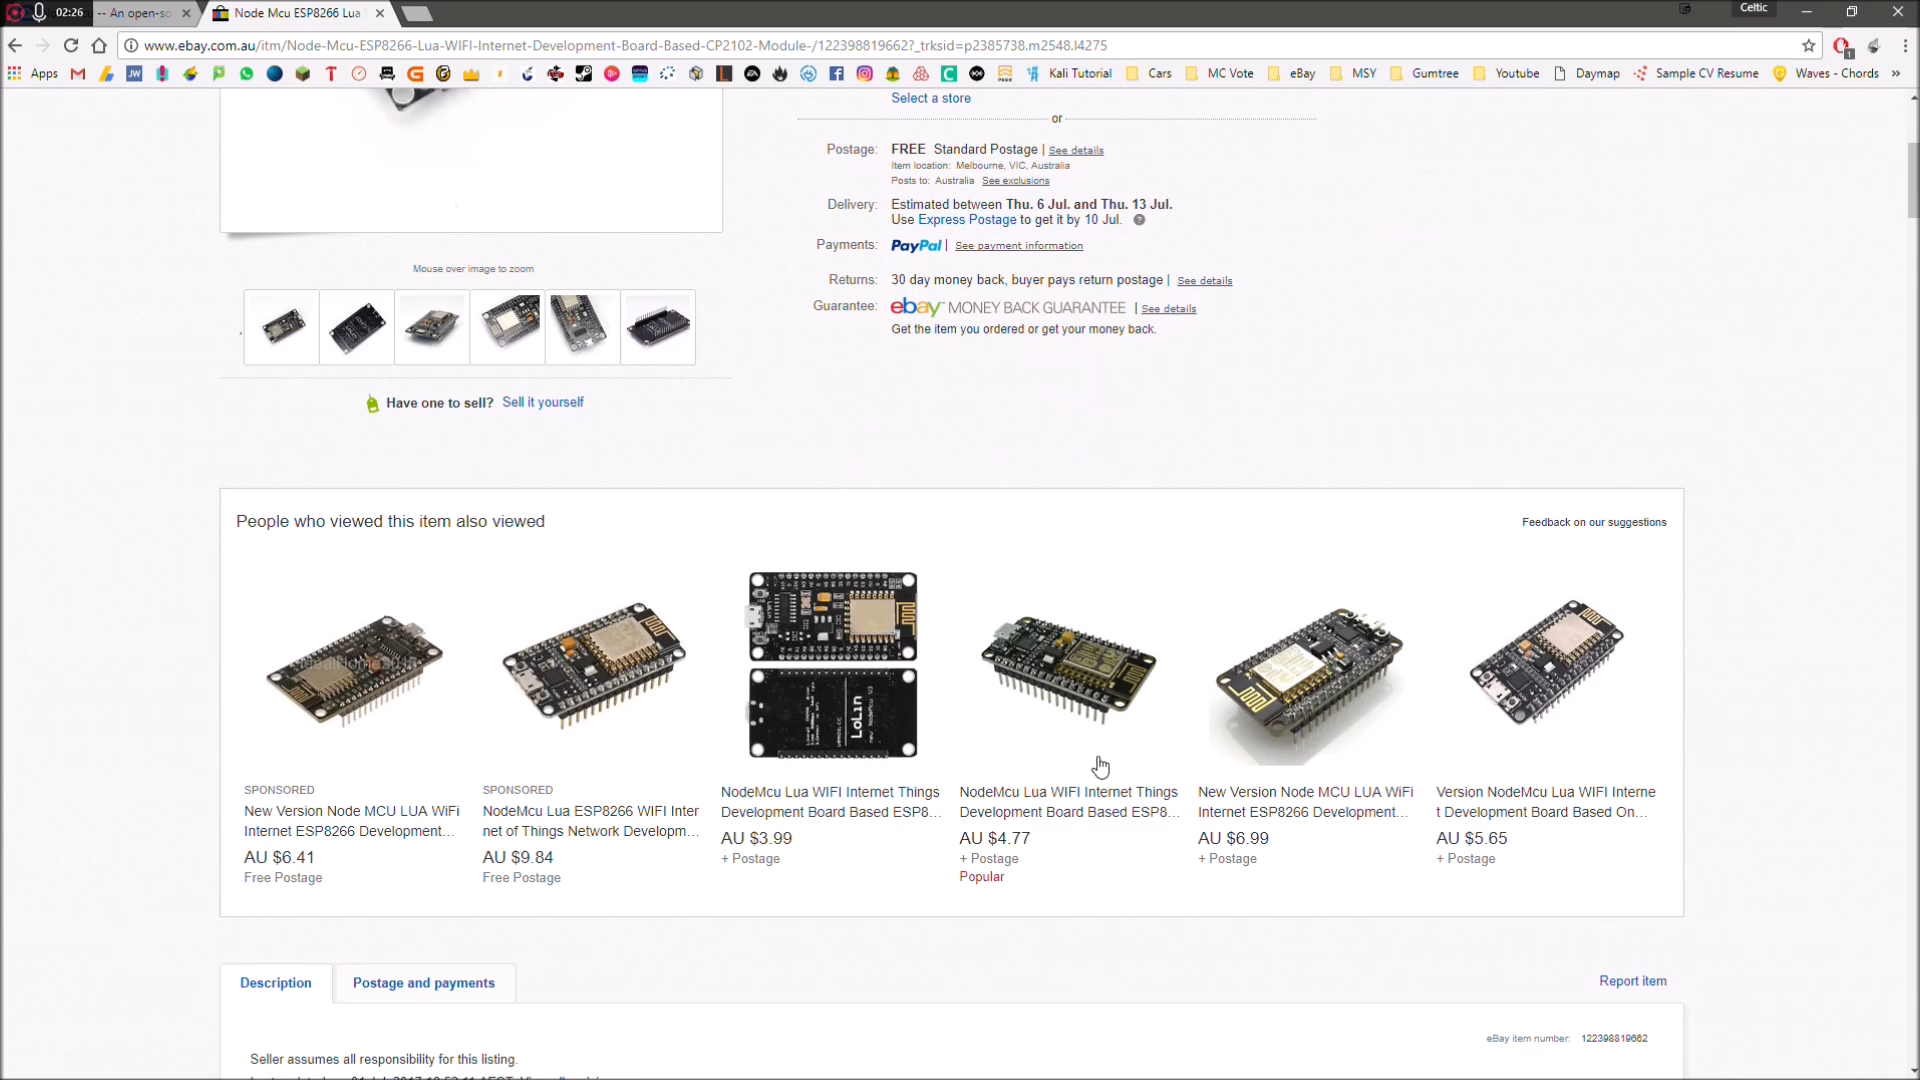 02:26
-- An open-so
Node Mcu ESP8266 Lua
Celtic
www.ebay.com.au/itm/Node-Mcu-ESP8266-Lua-WIFI-Internet-Development-Board-Based-CP2102-Module-/122398819662?_trksid=p2385738.m2548.l4275
Apps
Kali Tutorial
Cars
MC Vote
eBay
MSY
Gumtree
Youtube
Daymap
Sample CV Resume
Waves - Chords
Select a store
or
Postage: FREE Standard Postage | See details
Item location: Melbourne, VIC, Australia
Posts to: Australia See exclusions
Delivery: Estimated between Thu. 6 Jul. and Thu. 13 Jul.
Use Express Postage to get it by 10 Jul.
Payments: PayPal | See payment information
Returns: 30 day money back, buyer pays return postage | See details
Guarantee: ebay MONEY BACK GUARANTEE | See details
Get the item you ordered or get your money back.
Mouse over image to zoom
Have one to sell? Sell it yourself
People who viewed this item also viewed
Feedback on our suggestions
LoLin
SPONSORED
New Version Node MCU LUA WiFi
Internet ESP8266 Development...
AU $6.41
Free Postage
SPONSORED
NodeMcu Lua ESP8266 WIFI Inter
net of Things Network Developm...
AU $9.84
Free Postage
NodeMcu Lua WIFI Internet Things
Development Board Based ESP8...
AU $3.99
+ Postage
NodeMcu Lua WIFI Internet Things
Development Board Based ESP8...
AU $4.77
+ Postage
Popular
New Version Node MCU LUA WiFi
Internet ESP8266 Development...
AU $6.99
+ Postage
Version NodeMcu Lua WIFI Interne
t Development Board Based On...
AU $5.65
+ Postage
Description
Postage and payments
Report item
eBay item number: 122398819662
Seller assumes all responsibility for this listing.